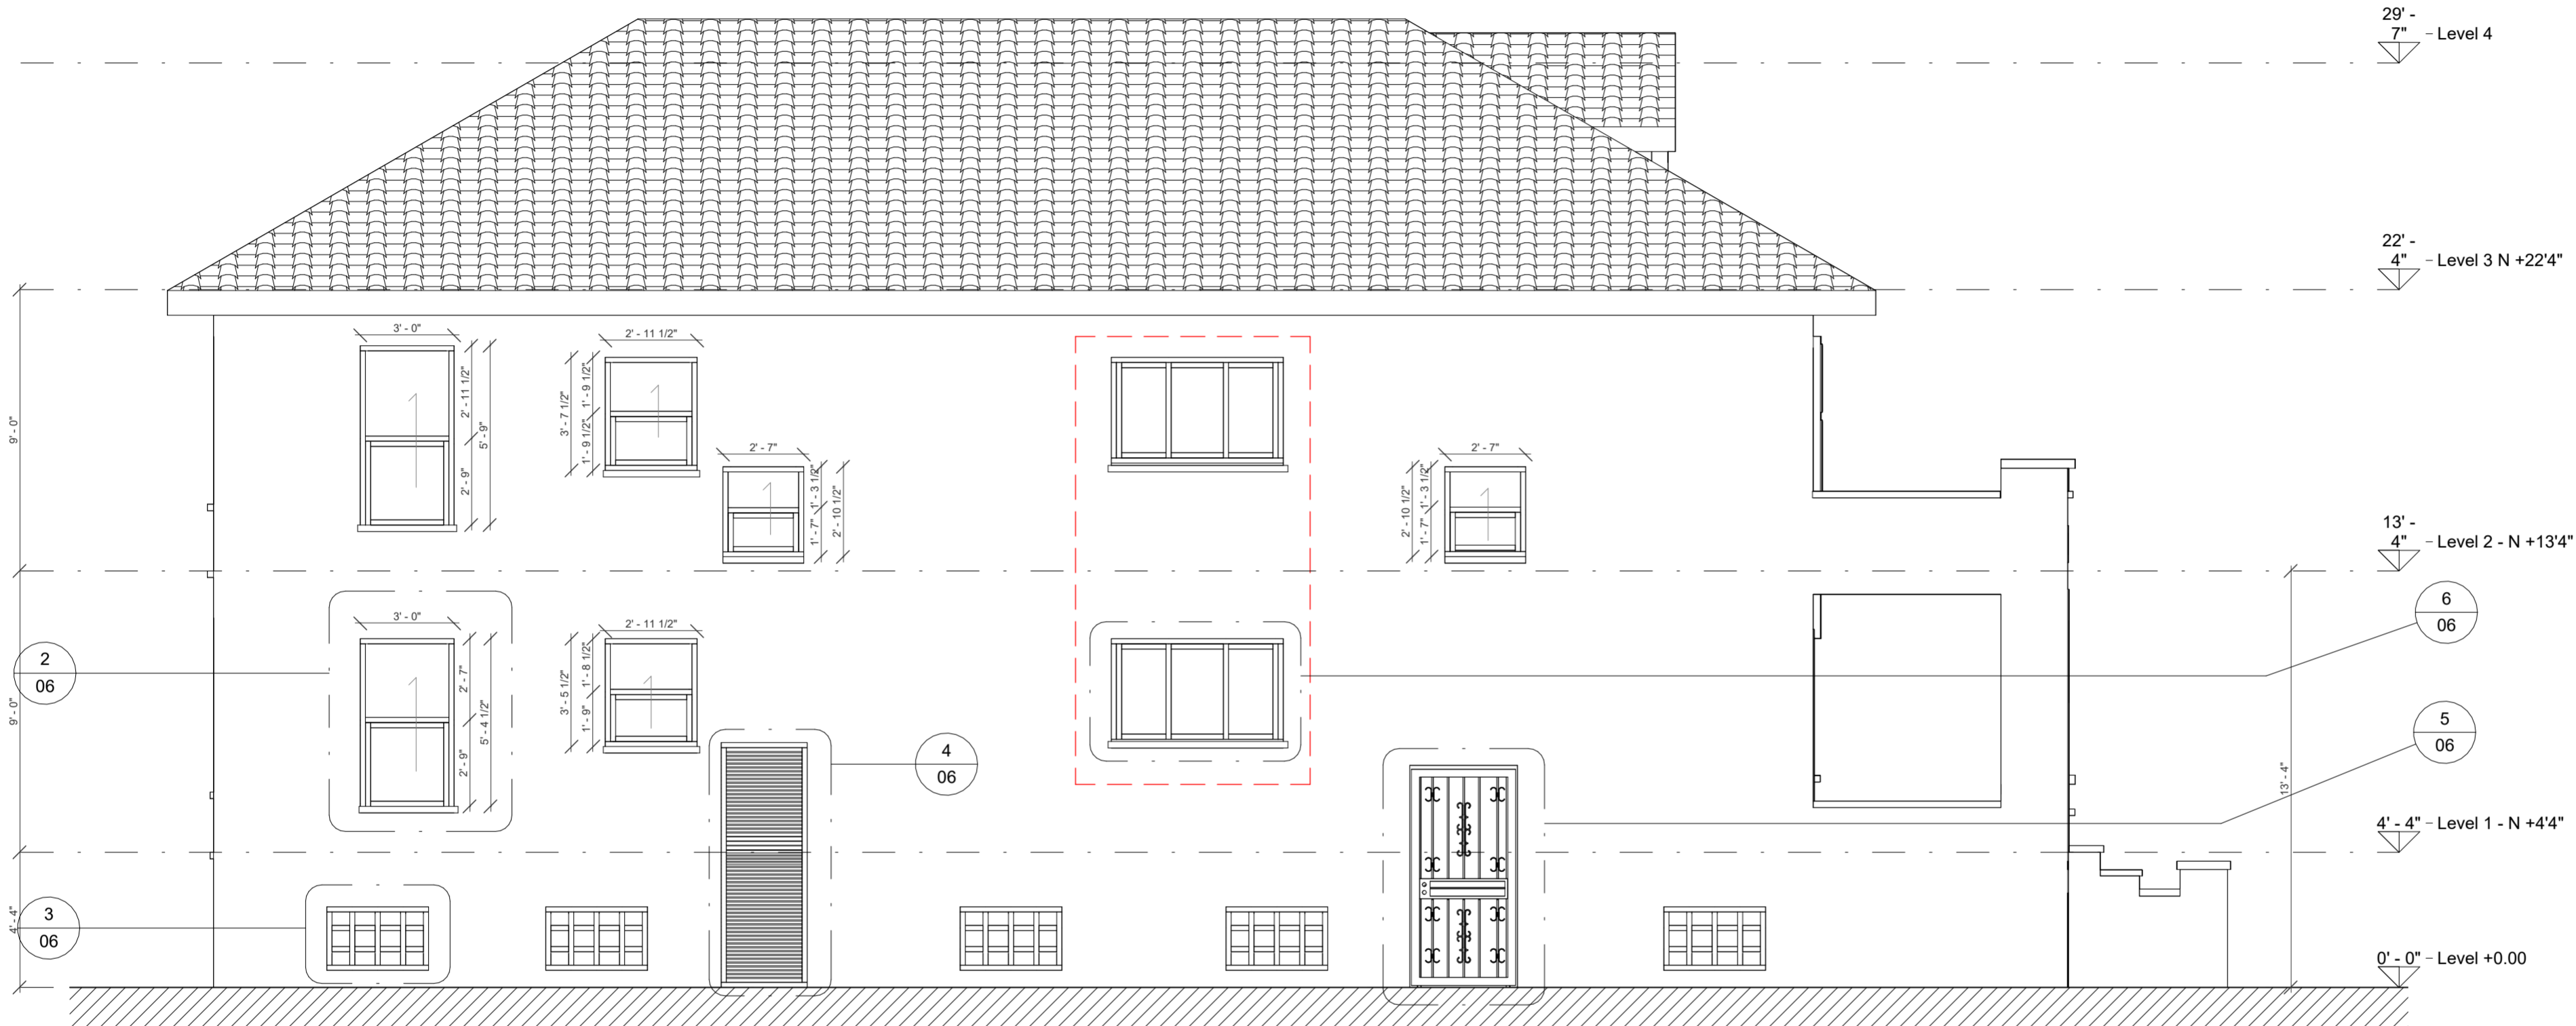 29' -
7" Level 4
22' -
4" Level 3 N +22'4"
3' - 0"
2' - 11 1/2"
3' - 7 1/2"
1' - 9 1/2"
1' - 9 1/2"
2' - 11 1/2"
2' - 9"
5' - 9"
9' - 0"
2' - 7"
1' - 3 1/2"
1' - 7"
2' - 10 1/2"
2' - 7"
2' - 10 1/2"
1' - 3 1/2"
1' - 7"
13' -
4" Level 2 - N +13'4"
6
06
3' - 0"
2' - 11 1/2"
2' - 7"
2' - 9"
5' - 4 1/2"
3' - 5 1/2"
1' - 8 1/2"
1' - 9"
2
06
9' - 0"
4
06
5
06
13' - 4"
4' - 4" Level 1 - N +4'4"
3
06
4' - 4"
0' - 0" Level +0.00